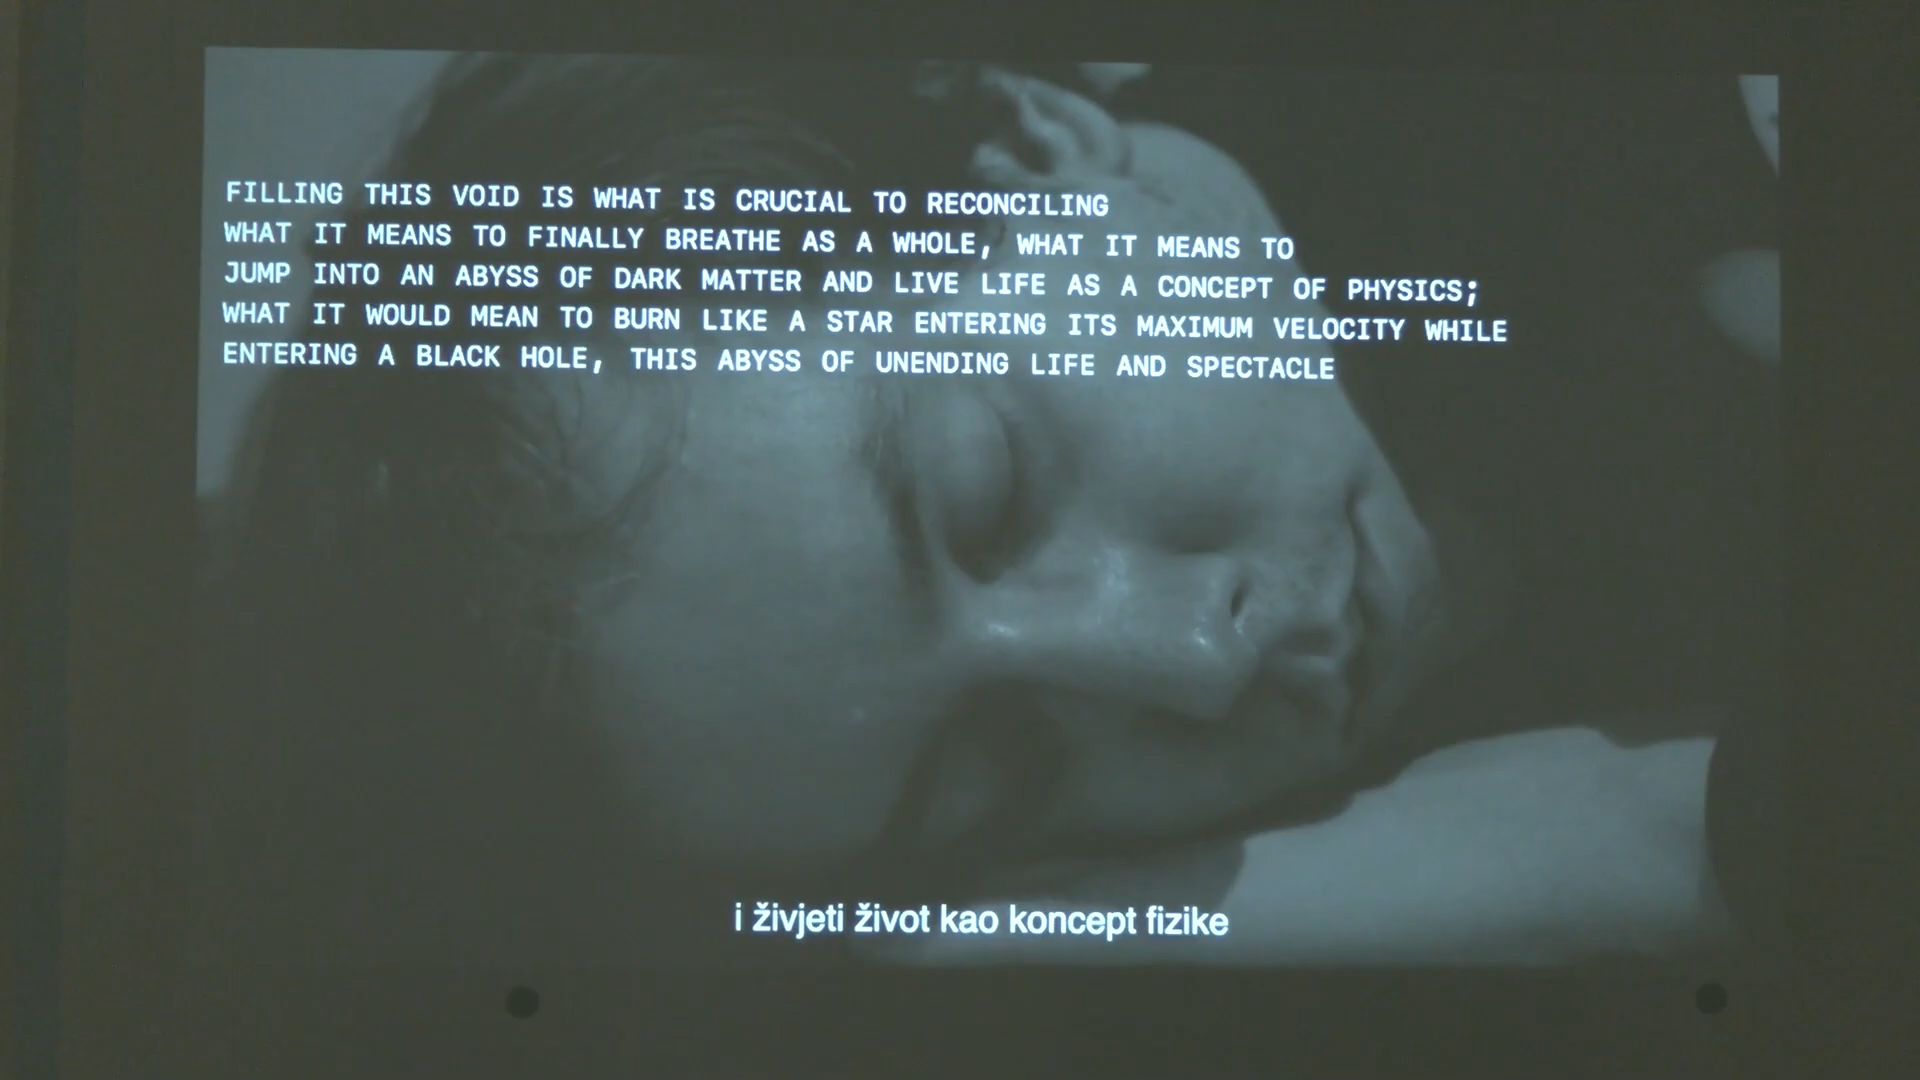 FILLING THIS VOID IS WHAT IS CRUCIAL TO RECONCILING
WHAT IT MEANS TO FINALLY BREATHE AS A WHOLE, WHAT IT MEANS TO
JUMP INTO AN ABYSS OF DARK MATTER AND LIVE LIFE AS A CONCEPT OF PHYSICS;
WHAT IT WOULD MEAN TO BURN LIKE A STAR ENTERING ITS MAXIMUM VELOCITY WHILE
ENTERING A BLACK HOLE, THIS ABYSS OF UNENDING LIFE AND SPECTACLE
i živjeti život kao koncept fizike